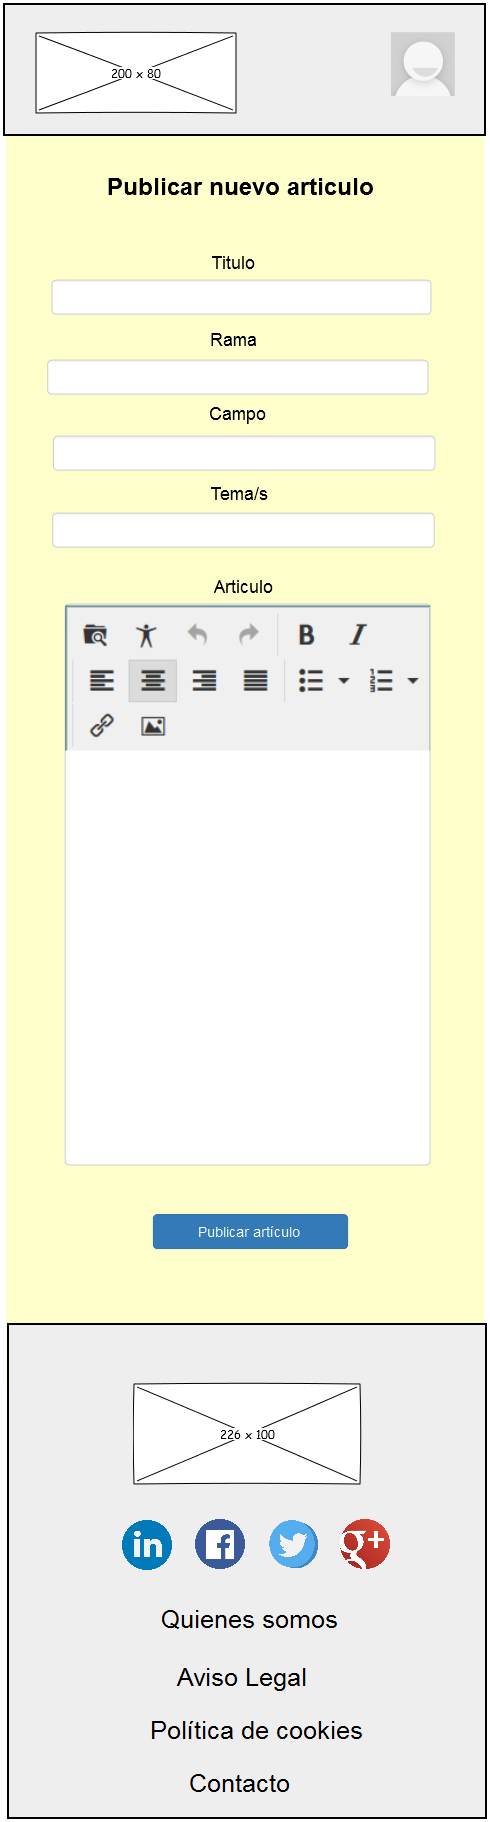 200 x 80
Publicar nuevo articulo
Titulo
Rama
Campo
Tema/s
Articulo
B I
Publicar artículo
226 x 100
in f g+
Quienes somos
Aviso Legal
Política de cookies
Contacto